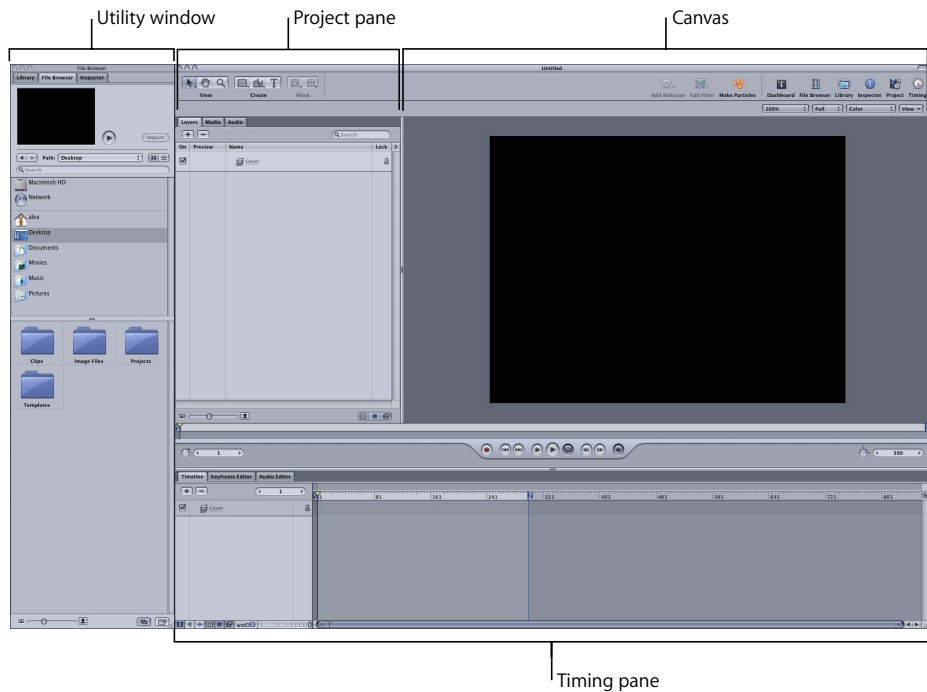 Utility window
Project pane
Canvas
File Browser
Untitled
Library File Browser Inspector
View Create Mask
Add Behavior Add Filter Make Particles Dashboard File Browser Library Inspector Project Timing
100% Full Color View
Import
Path: Desktop
Search
Macintosh HD
Network
alex
Desktop
Documents
Movies
Music
Pictures
Clips Image Files Projects
Templates
Layers Media Audio
Search
On Preview Name Lock
Layer
1
300
Timeline Keyframe Editor Audio Editor
1
1 81 161 241 321 401 481 561 641 721 801
Layer
Timing pane